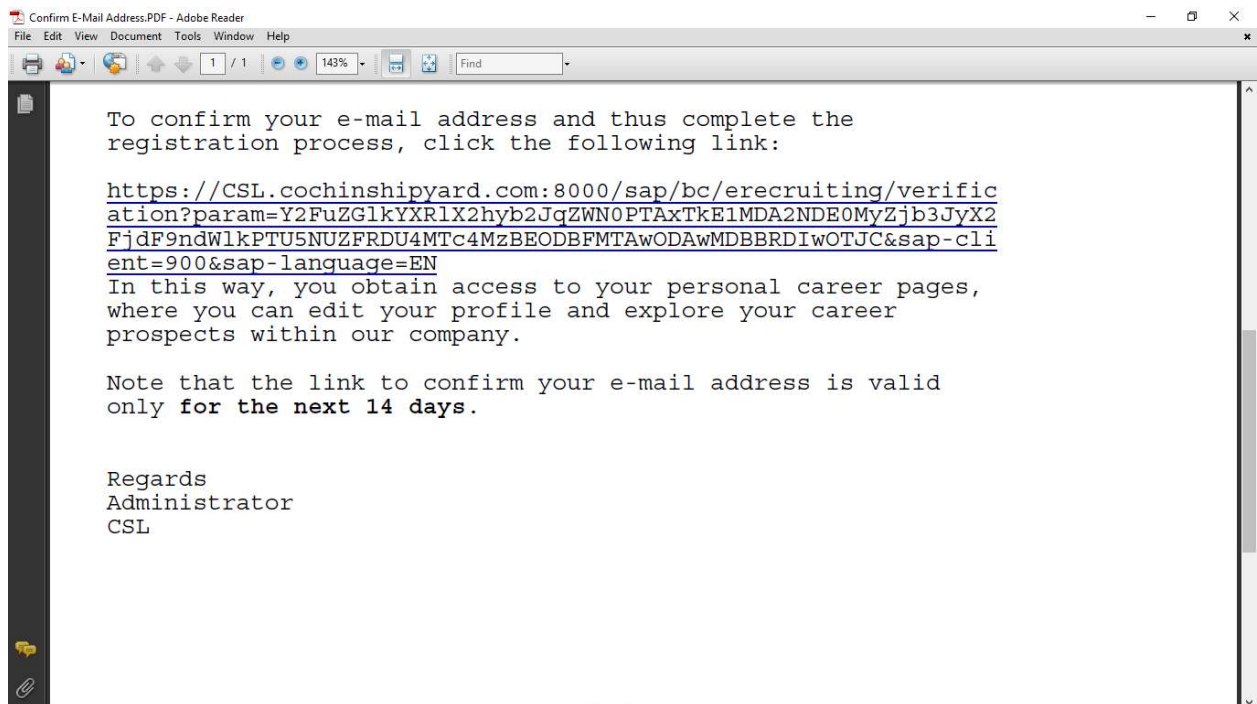 Confirm E-Mail Address.PDF - Adobe Reader
File Edit View Document Tools Window Help
1 / 1 143% Find
To confirm your e-mail address and thus complete the
registration process, click the following link:
https://CSL.cochinshipyard.com:8000/sap/bc/erecruiting/verific
ation?param=Y2FuZGlkYXRlX2hyb2JqZWN0PTAxTkE1MDA2NDE0MyZjb3JyX2
FjdF9ndWlkPTU5NUZFRDU4MTc4MzBEODBFMTAwODAwMDBBRDIwOTJC&sap-cli
ent=900&sap-language=EN
In this way, you obtain access to your personal career pages,
where you can edit your profile and explore your career
prospects within our company.
Note that the link to confirm your e-mail address is valid
only for the next 14 days.
Regards
Administrator
CSL